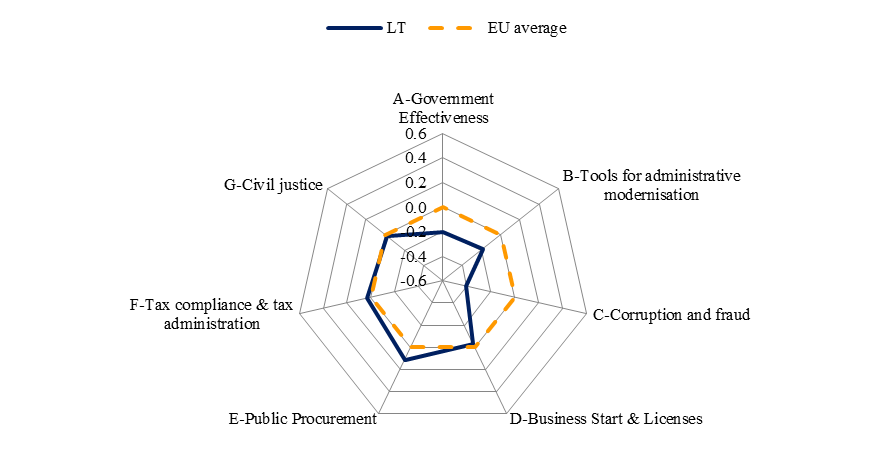 LT
EU average
A-Government
Effectiveness
0.6
0.4
0.2
0.0
-0.2
-0.4
-0.6
B-Tools for administrative
modernisation
G-Civil justice
F-Tax compliance & tax
administration
C-Corruption and fraud
E-Public Procurement
D-Business Start & Licenses